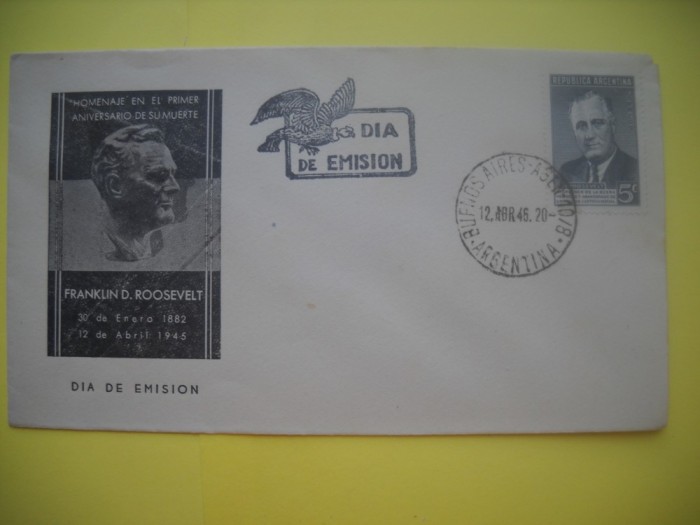 "HOMENAJE EN EL PRIMER
ANIVERSARIO DE SU MUERTE
FRANKLIN D. ROOSEVELT
30 de Enero 1882
12 de Abril 1945
DIA DE EMISION
DIA
DE EMISION
REPUBLICA ARGENTINA
5c
BUENOS AIRES
12.ABR 46.20-
ARGENTINA